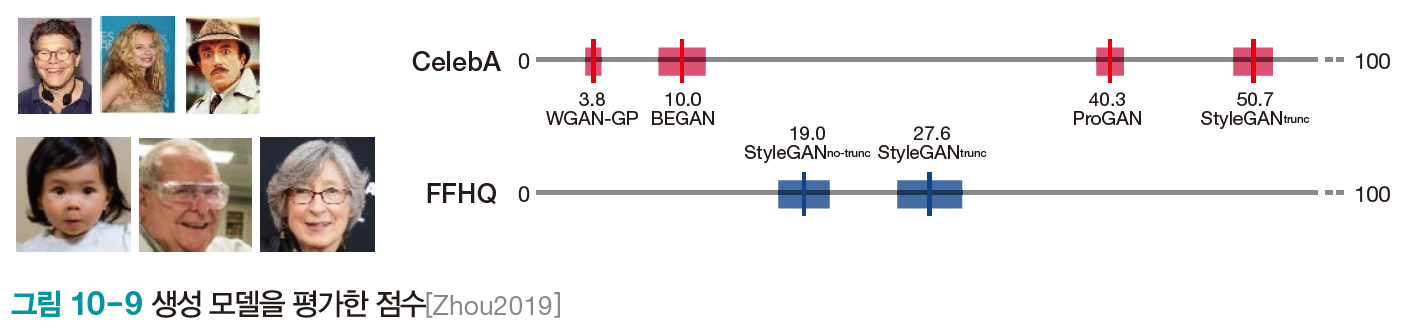 CelebA 0 100
3.8 10.0 40.3 50.7
WGAN-GP BEGAN ProGAN StyleGANtrunc
19.0 27.6
StyleGANno-trunc StyleGANtrunc
FFHQ 0 100
그림 10-9 생성 모델을 평가한 점수[Zhou2019]